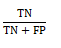 TN
TN + FP